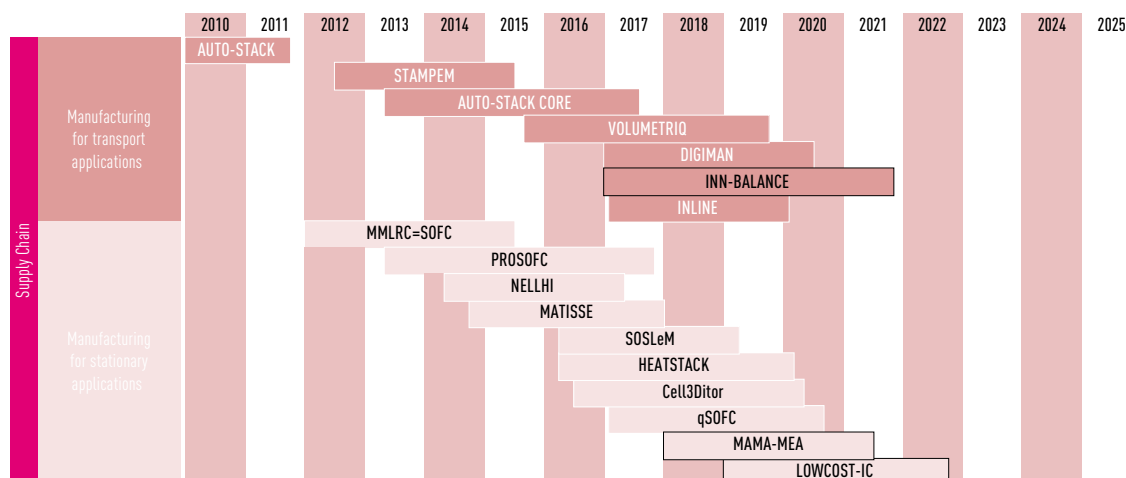 2010 2011 2012 2013 2014 2015 2016 2017 2018 2019 2020 2021 2022 2023 2024 2025
Supply Chain
Manufacturing
for transport
applications
AUTO-STACK
STAMPEM
AUTO-STACK CORE
VOLUMETRIQ
DIGIMAN
INN-BALANCE
INLINE
Manufacturing
for stationary
applications
MMLRC=SOFC
PROSOFC
NELLHI
MATISSE
SOSLeM
HEATSTACK
Cell3Ditor
qSOFC
MAMA-MEA
LOWCOST-IC